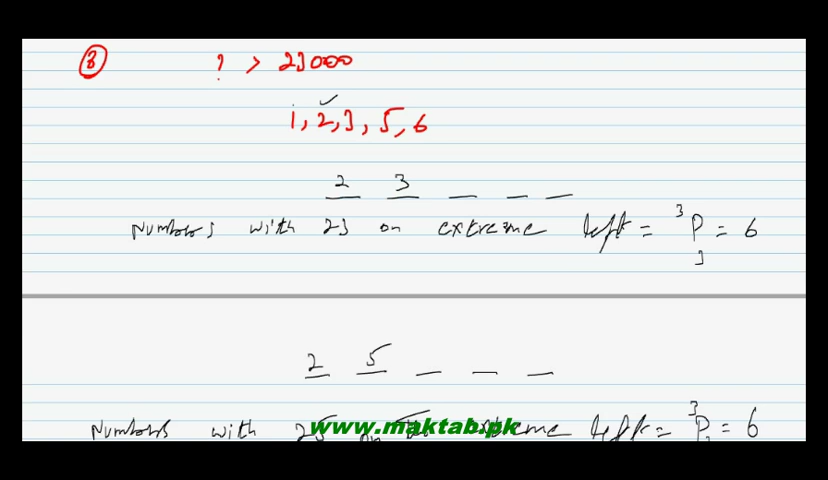 8 ? > 23000
1, 2, 3, 5, 6
2 3 _ _ _
Numbers with 23 on extreme left = ³P₃ = 6
2 5 _ _ _
Numbers with 25 on extreme left = ³P₃ = 6
www.maktab.pk